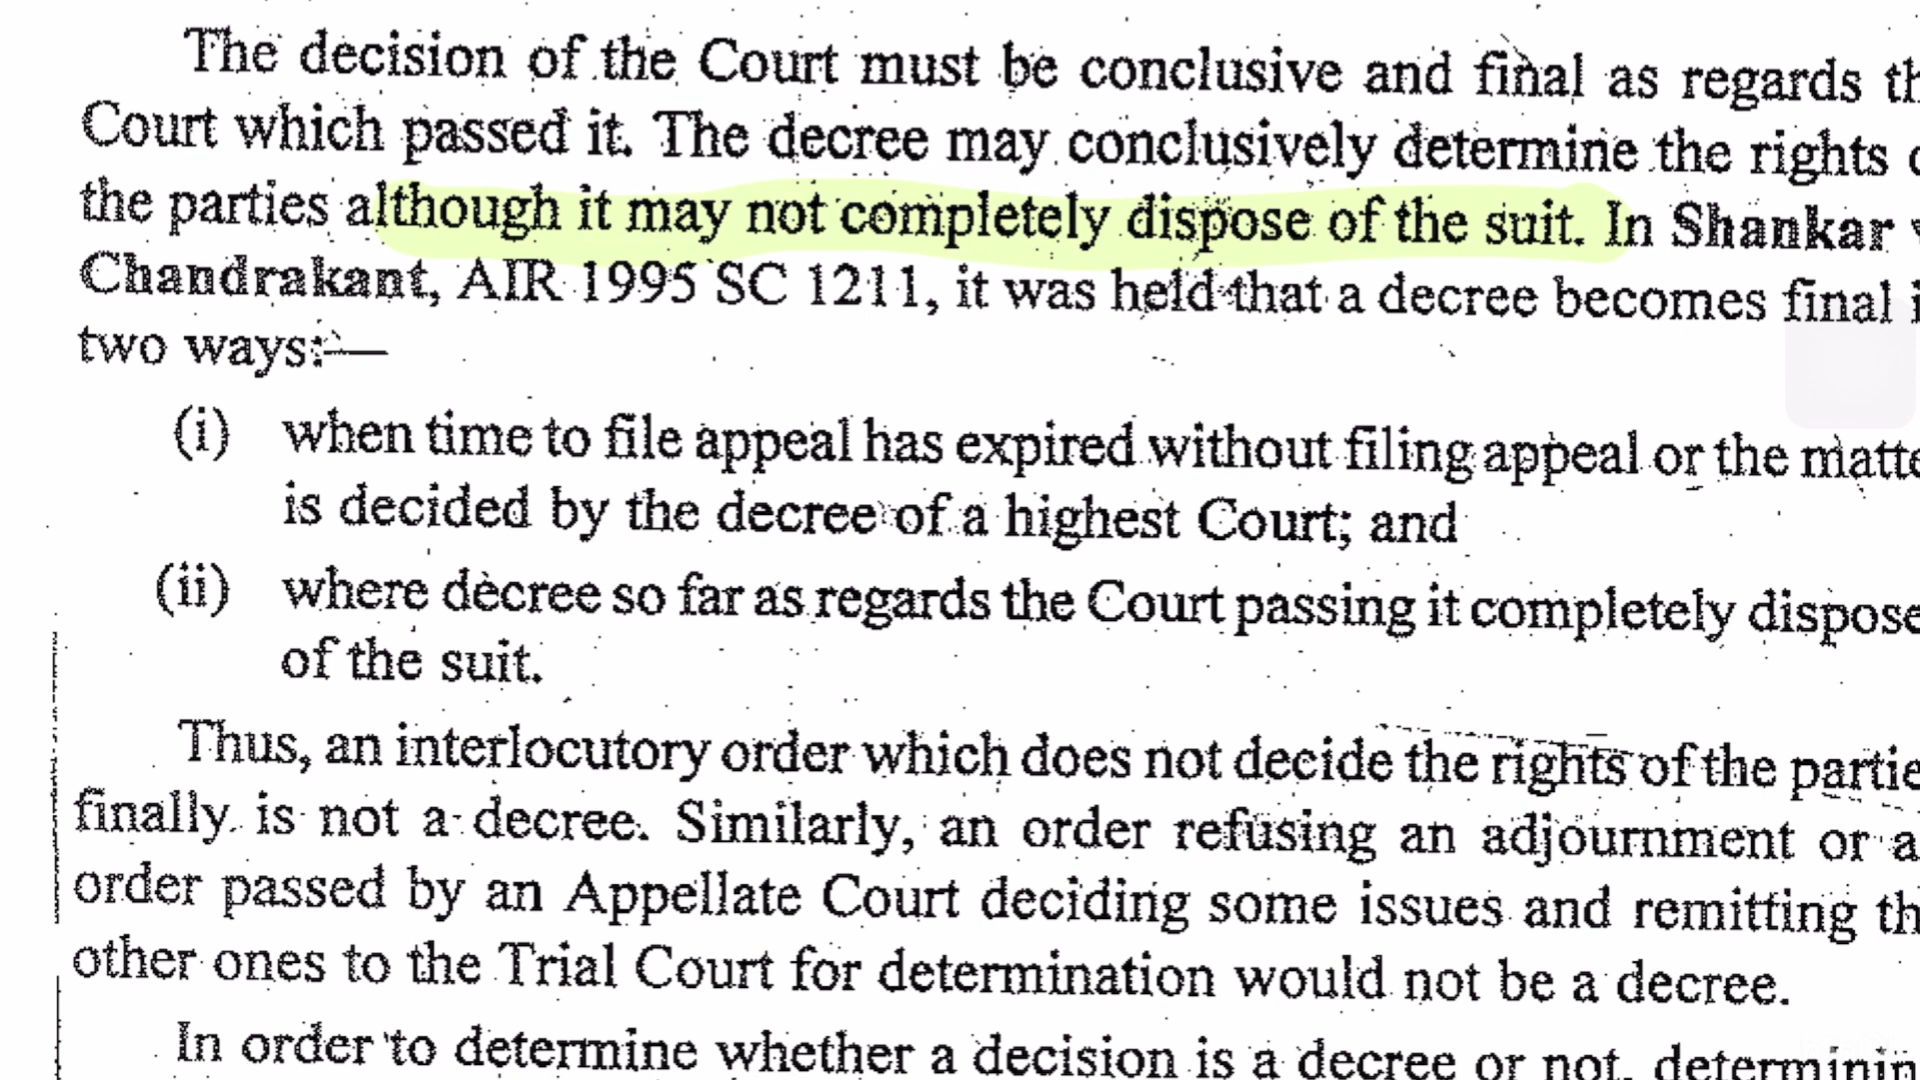 The decision of the Court must be conclusive and final as regards th
Court which passed it. The decree may conclusively determine the rights
the parties although it may not completely dispose of the suit. In Shankar v
Chandrakant, AIR 1995 SC 1211, it was held that a decree becomes final i
two ways:—
(i) when time to file appeal has expired without filing appeal or the matte
is decided by the decree of a highest Court; and
(ii) where decree so far as regards the Court passing it completely dispose
of the suit.
Thus, an interlocutory order which does not decide the rights of the partie
finally is not a decree. Similarly, an order refusing an adjournment or a
order passed by an Appellate Court deciding some issues and remitting th
other ones to the Trial Court for determination would not be a decree.
In order to determine whether a decision is a decree or not, determinin